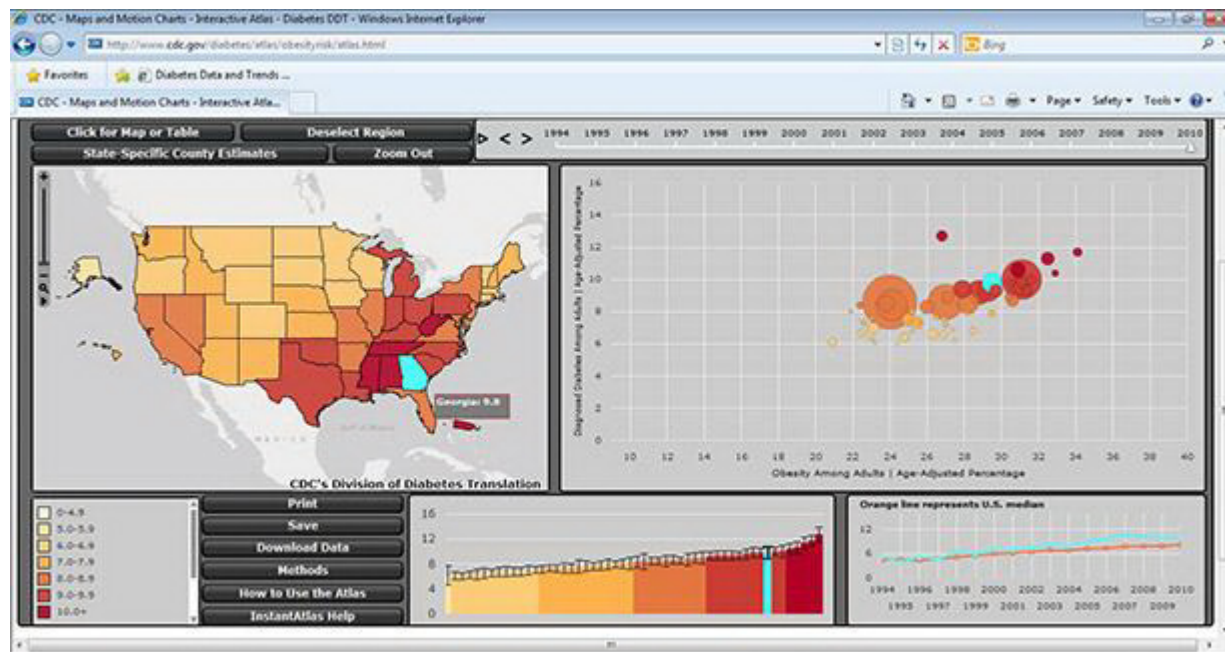 CDC - Maps and Motion Charts - Interactive Atlas - Diabetes DDT - Windows Internet Explorer
http://www.cdc.gov/diabetes/atlas/obesityrisk/atlas.html
Bing
Favorites Diabetes Data and Trends ...
CDC - Maps and Motion Charts - Interactive Atla...
Page Safety Tools
Click for Map or Table Deselect Region
State-Specific County Estimates Zoom Out
1994 1995 1996 1997 1998 1999 2000 2001 2002 2003 2004 2005 2006 2007 2008 2009 2010
Georgia: 9.8
MEXICO
Gulf of Mexico
CDC's Division of Diabetes Translation
Diagnosed Diabetes Among Adults | Age-Adjusted Percentage
16
14
12
10
8
6
4
2
0
10 12 14 16 18 20 22 24 26 28 30 32 34 36 38 40
Obesity Among Adults | Age-Adjusted Percentage
0-4.9
5.0-5.9
6.0-6.9
7.0-7.9
8.0-8.9
9.0-9.9
10.0+
Print
Save
Download Data
Methods
How to Use the Atlas
InstantAtlas Help
16
12
8
4
0
Orange line represents U.S. median
12
6
0
1994 1996 1998 2000 2002 2004 2006 2008 2010
1995 1997 1999 2001 2003 2005 2007 2009